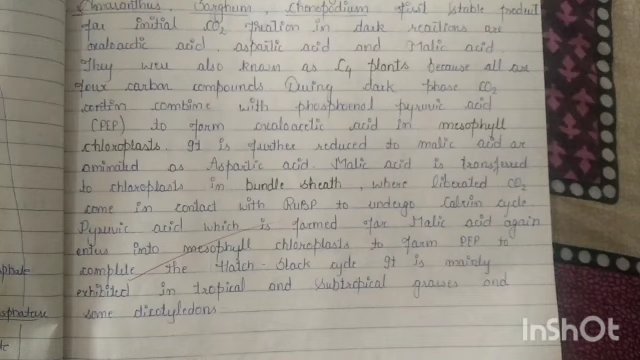 Amaranthus, Sorghum, Chenopidium first stable product
for initial CO2 fixation in dark reactions are
oxaloacetic acid, aspartic acid and Malic acid
They were also known as C4 plants because all are
four carbon compounds During dark phase CO2
combine with phosphoenol pyruvic acid
(PEP) to form oxaloacetic acid in mesophyll
chloroplasts. It is further reduced to malic acid or
aminated as Aspartic acid. Malic acid is transferred
to chloroplasts in bundle sheath, where liberated CO2
come in contact with RuBP to undergo Calvin cycle.
Pyruvic acid which is formed for Malic acid again
enters into mesophyll chloroplasts to form PEP to
complete the Hatch-Slack cycle It is mainly
exhibited in tropical and subtropical grasses and
some dicotyledons
InShOt